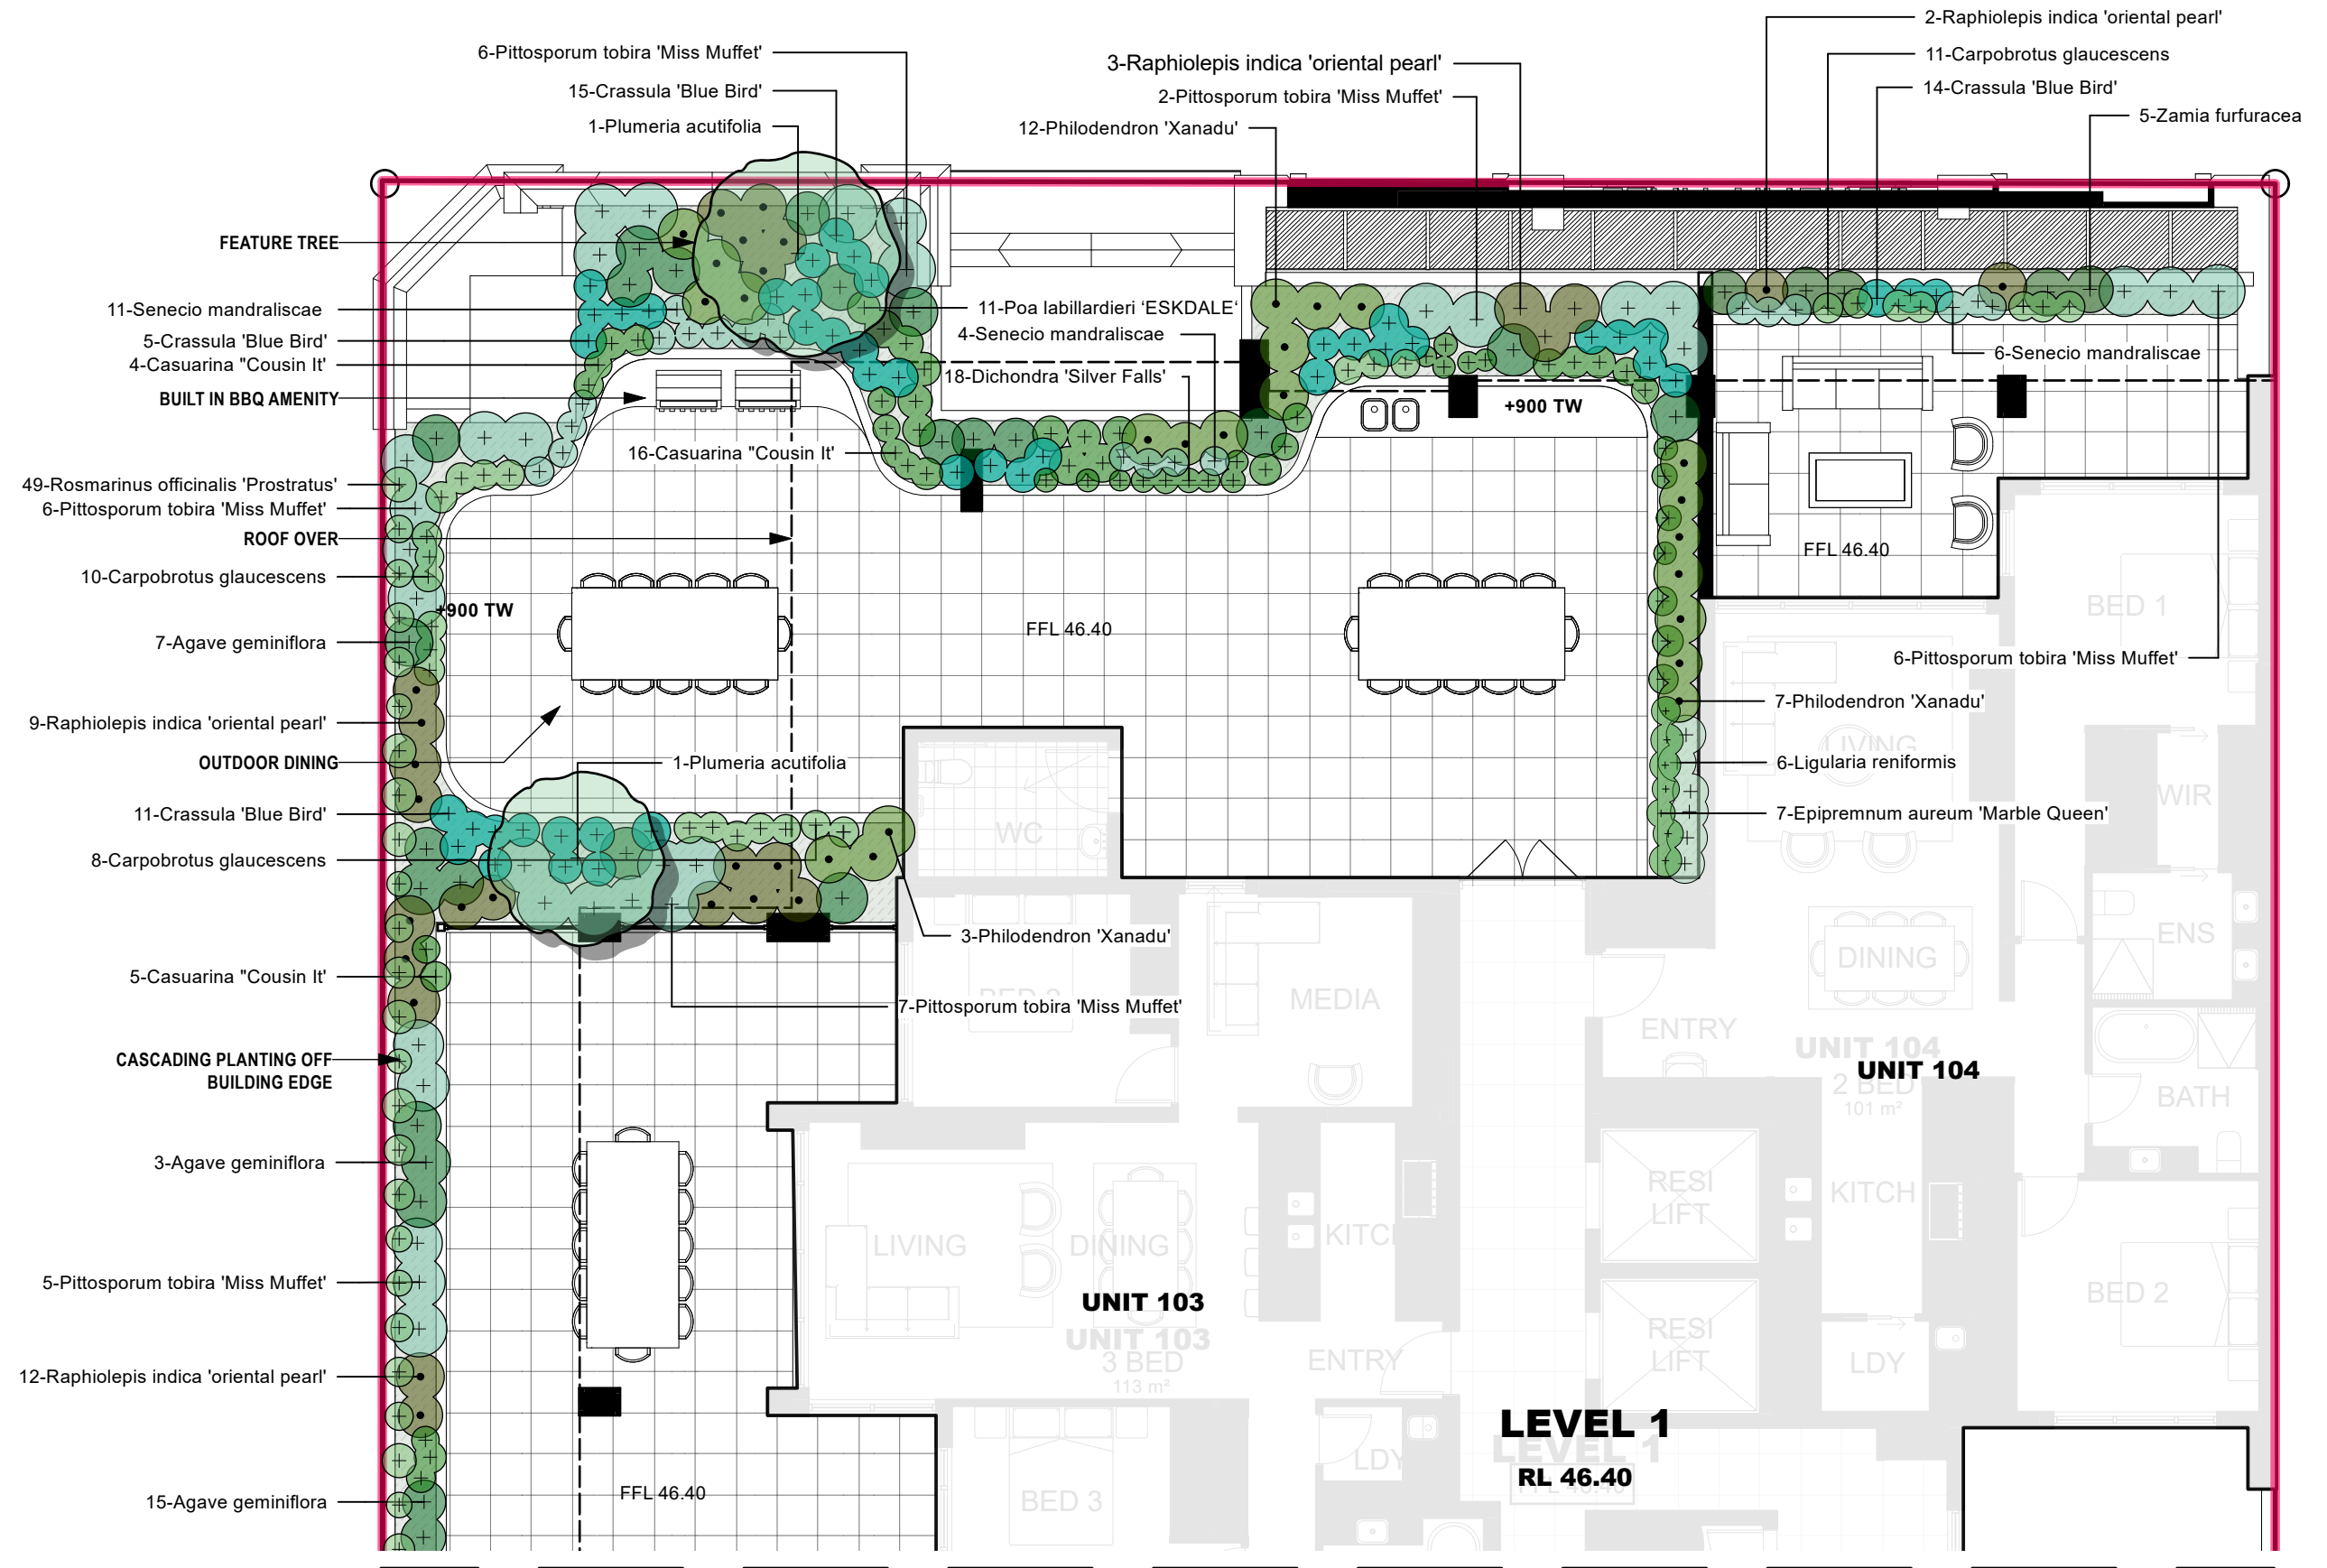 2-Raphiolepis indica 'oriental pearl'
6-Pittosporum tobira 'Miss Muffet'
3-Raphiolepis indica 'oriental pearl'
11-Carpobrotus glaucescens
15-Crassula 'Blue Bird'
2-Pittosporum tobira 'Miss Muffet'
14-Crassula 'Blue Bird'
1-Plumeria acutifolia
12-Philodendron 'Xanadu'
5-Zamia furfuracea
FEATURE TREE
11-Senecio mandraliscae
11-Poa labillardieri ‘ESKDALE‘
5-Crassula 'Blue Bird'
4-Senecio mandraliscae
6-Senecio mandraliscae
4-Casuarina "Cousin It'
18-Dichondra 'Silver Falls'
BUILT IN BBQ AMENITY
+900 TW
16-Casuarina "Cousin It'
49-Rosmarinus officinalis 'Prostratus'
6-Pittosporum tobira 'Miss Muffet'
ROOF OVER
FFL 46.40
10-Carpobrotus glaucescens
+900 TW
BED 1
FFL 46.40
7-Agave geminiflora
6-Pittosporum tobira 'Miss Muffet'
7-Philodendron 'Xanadu'
9-Raphiolepis indica 'oriental pearl'
LIVING
OUTDOOR DINING
1-Plumeria acutifolia
6-Ligularia reniformis
WIR
11-Crassula 'Blue Bird'
7-Epipremnum aureum 'Marble Queen'
WC
8-Carpobrotus glaucescens
3-Philodendron 'Xanadu'
ENS
DINING
5-Casuarina "Cousin It'
MEDIA
7-Pittosporum tobira 'Miss Muffet'
ENTRY
UNIT 104
CASCADING PLANTING OFF
BUILDING EDGE
UNIT 104
2 BED
101 m²
BATH
3-Agave geminiflora
RESI
LIFT
KITCH
LIVING
DINING
5-Pittosporum tobira 'Miss Muffet'
BED 2
UNIT 103
UNIT 103
3 BED
113 m²
ENTRY
RESI
LIFT
LDY
12-Raphiolepis indica 'oriental pearl'
LEVEL 1
LEVEL 1
LDY
RL 46.40
FFL 46.40
15-Agave geminiflora
BED 3